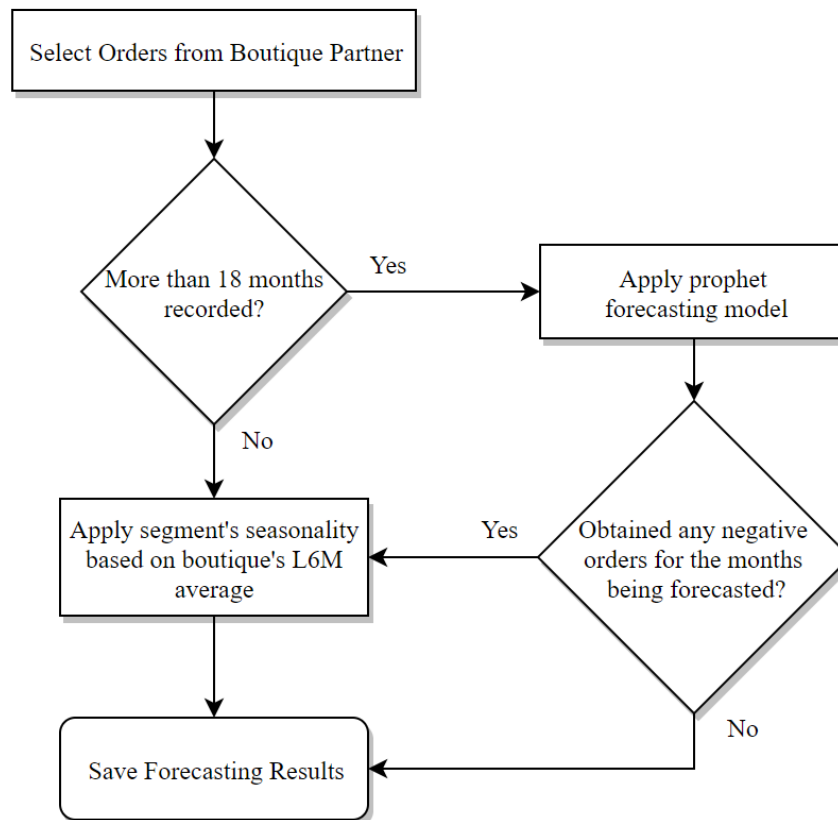 Select Orders from Boutique Partner
More than 18 months
recorded?
Yes
Apply prophet
forecasting model
No
Apply segment's seasonality
based on boutique's L6M
average
Yes
Obtained any negative
orders for the months
being forecasted?
No
Save Forecasting Results